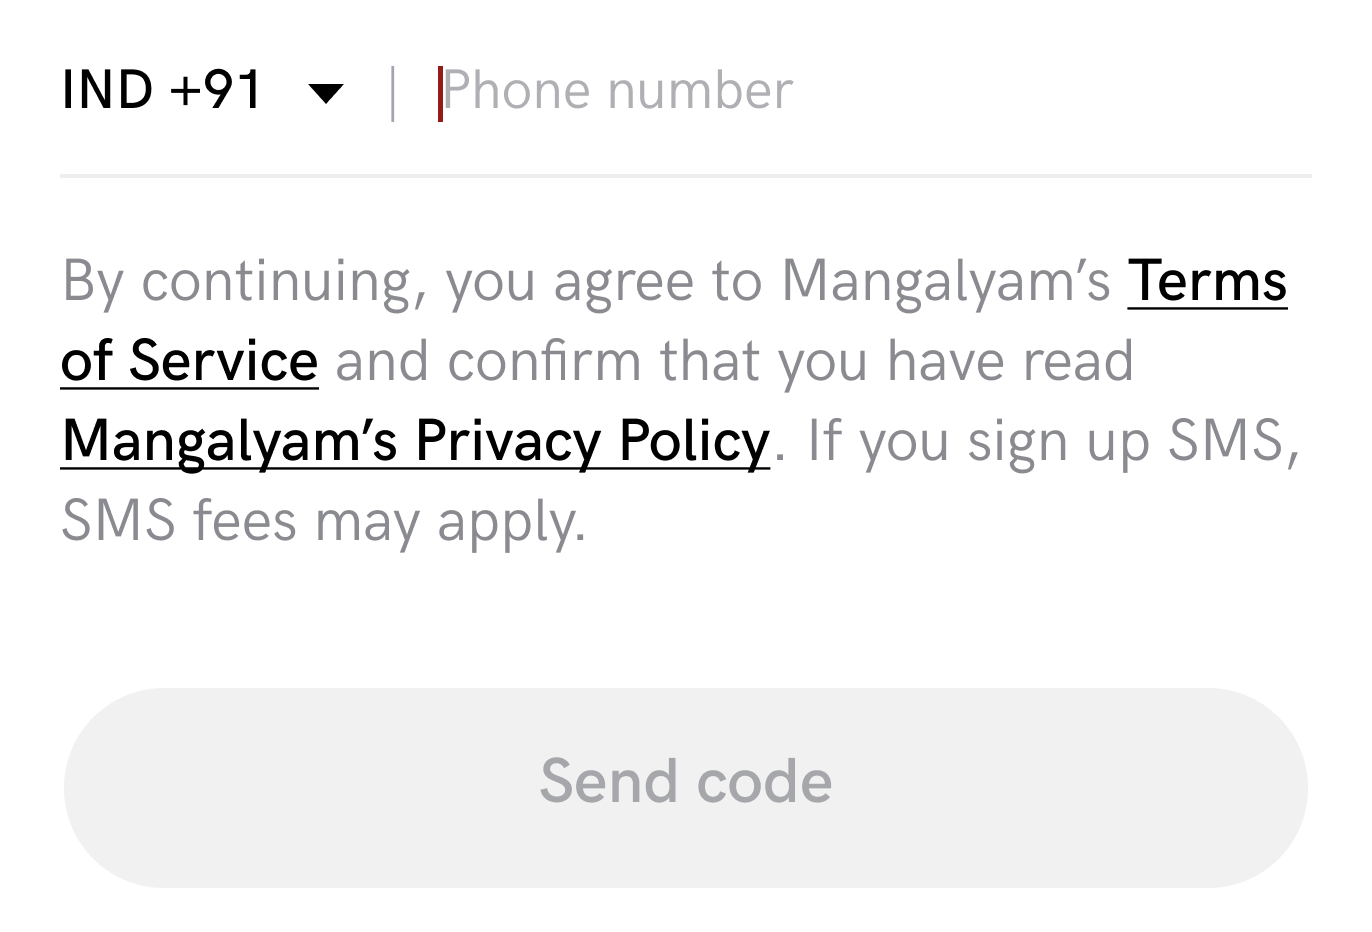 IND +91 Phone number
By continuing, you agree to Mangalyam’s Terms
of Service and confirm that you have read
Mangalyam’s Privacy Policy. If you sign up SMS,
SMS fees may apply.
Send code